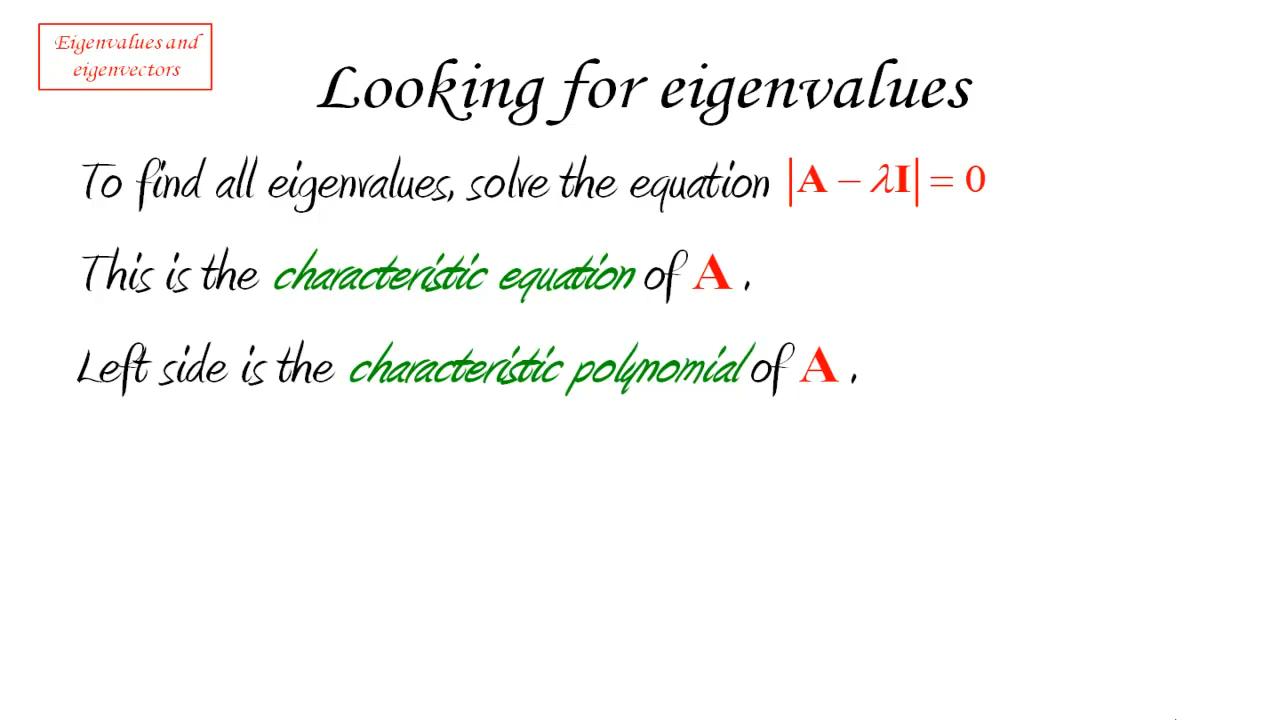 Eigenvalues and
eigenvectors
Looking for eigenvalues
To find all eigenvalues, solve the equation |A − λI| = 0
This is the characteristic equation of A .
Left side is the characteristic polynomial of A .